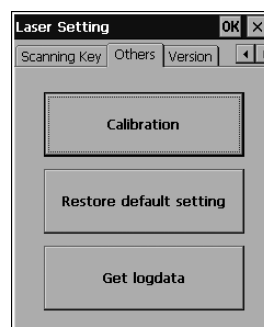 Laser Setting OK ×
Scanning Key Others Version
Calibration
Restore default setting
Get logdata